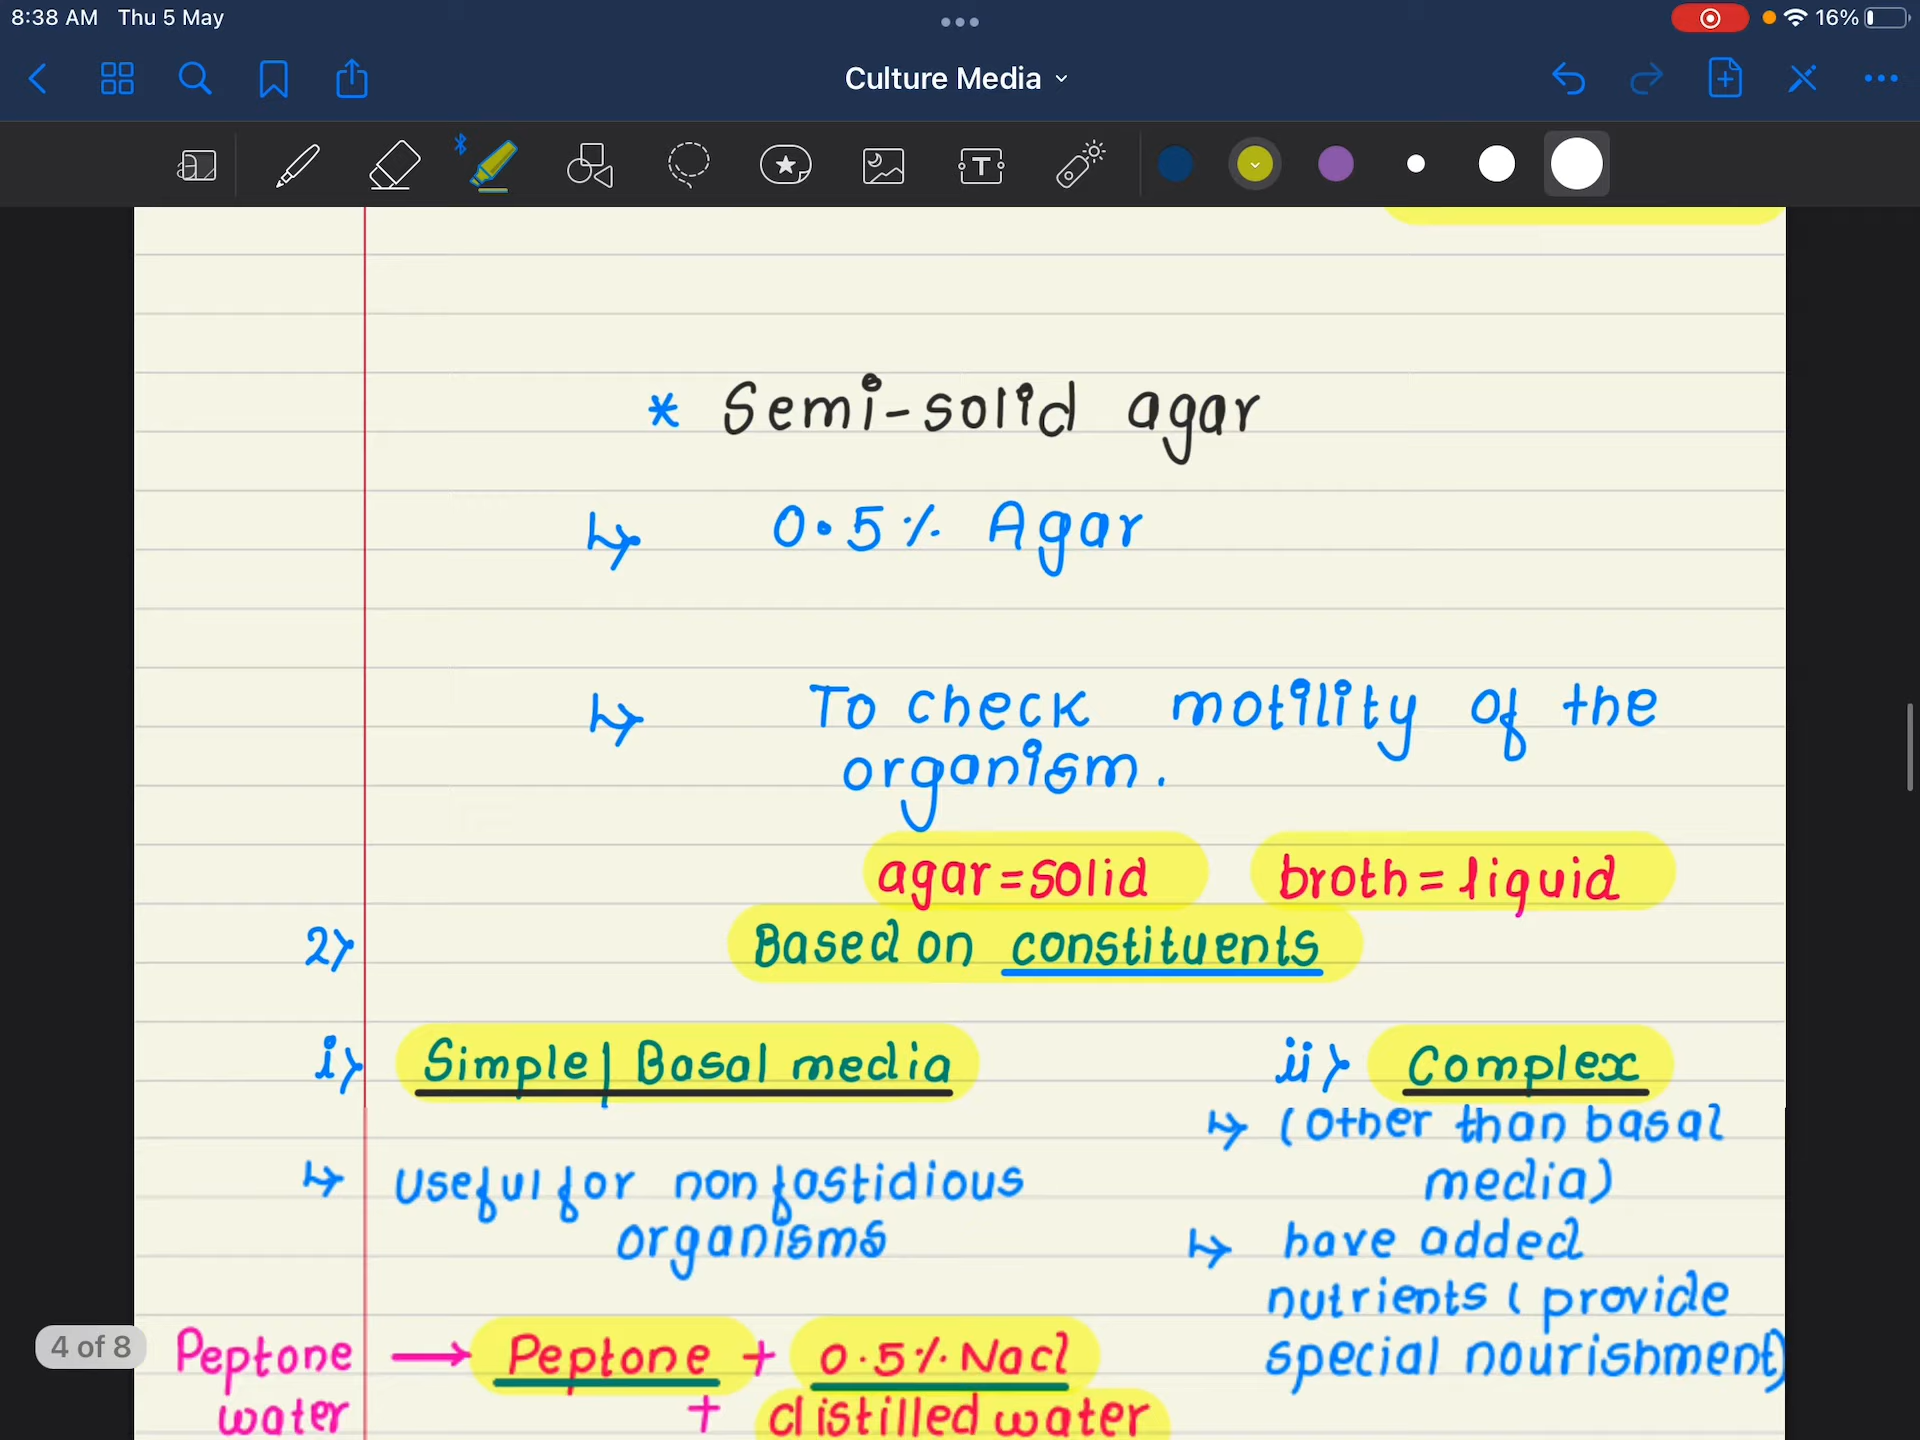 8:38 AM Thu 5 May
16%
Culture Media
T
* Semi-solid agar
↳ 0.5% Agar
↳ To check motility of the
organism.
agar=solid broth=liquid
2) Based on constituents
i) Simple| Basal media
ii) Complex
↳ (other than basal
media)
↳ useful for non fastidious
organisms
↳ have added
nutrients ( provide
special nourishment)
4 of 8
Peptone → Peptone + 0.5% Nacl
water + distilled water